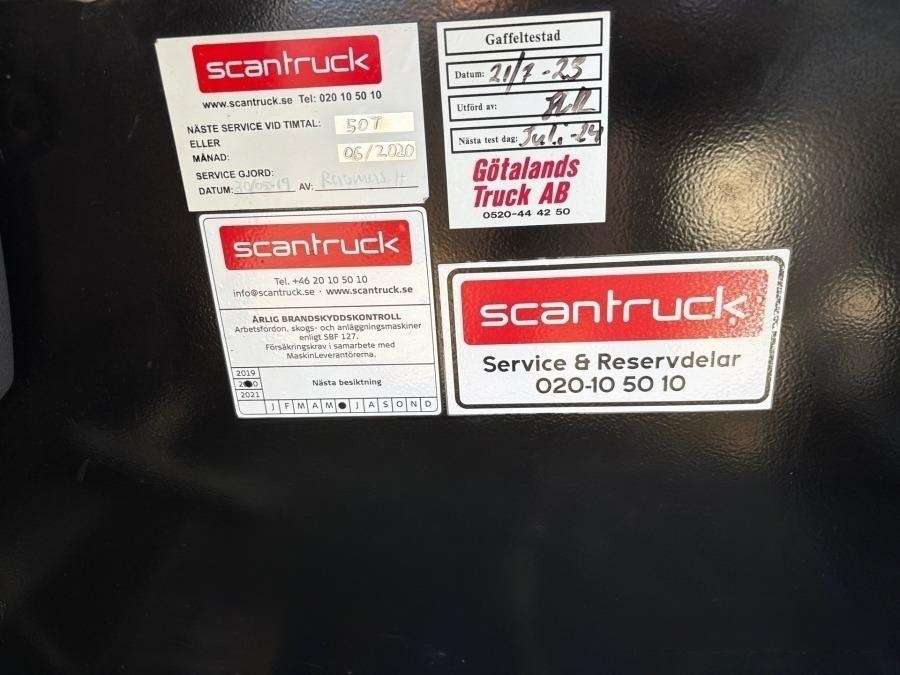 scantruck
www.scantruck.se Tel: 020 10 50 10
NÄSTE SERVICE VID TIMTAL: 50T
ELLER
MÅNAD: 06/2020
SERVICE GJORD:
DATUM: AV: H
Gaffeltestad
Datum: 21/7-23
Utförd av:
Nästa test dag: Juli-24
Götalands
Truck AB
0520-44 42 50
scantruck
Tel. +46 20 10 50 10
info@scantruck.se · www.scantruck.se
ÅRLIG BRANDSKYDDSKONTROLL
Arbetsfordon, skogs- och anläggningsmaskiner
enligt SBF 127.
Försäkringskrav i samarbete med
MaskinLeverantörerna.
2019
2020
2021
Nästa besiktning
J F M A M J A S O N D
scantruck
Service & Reservdelar
020-10 50 10